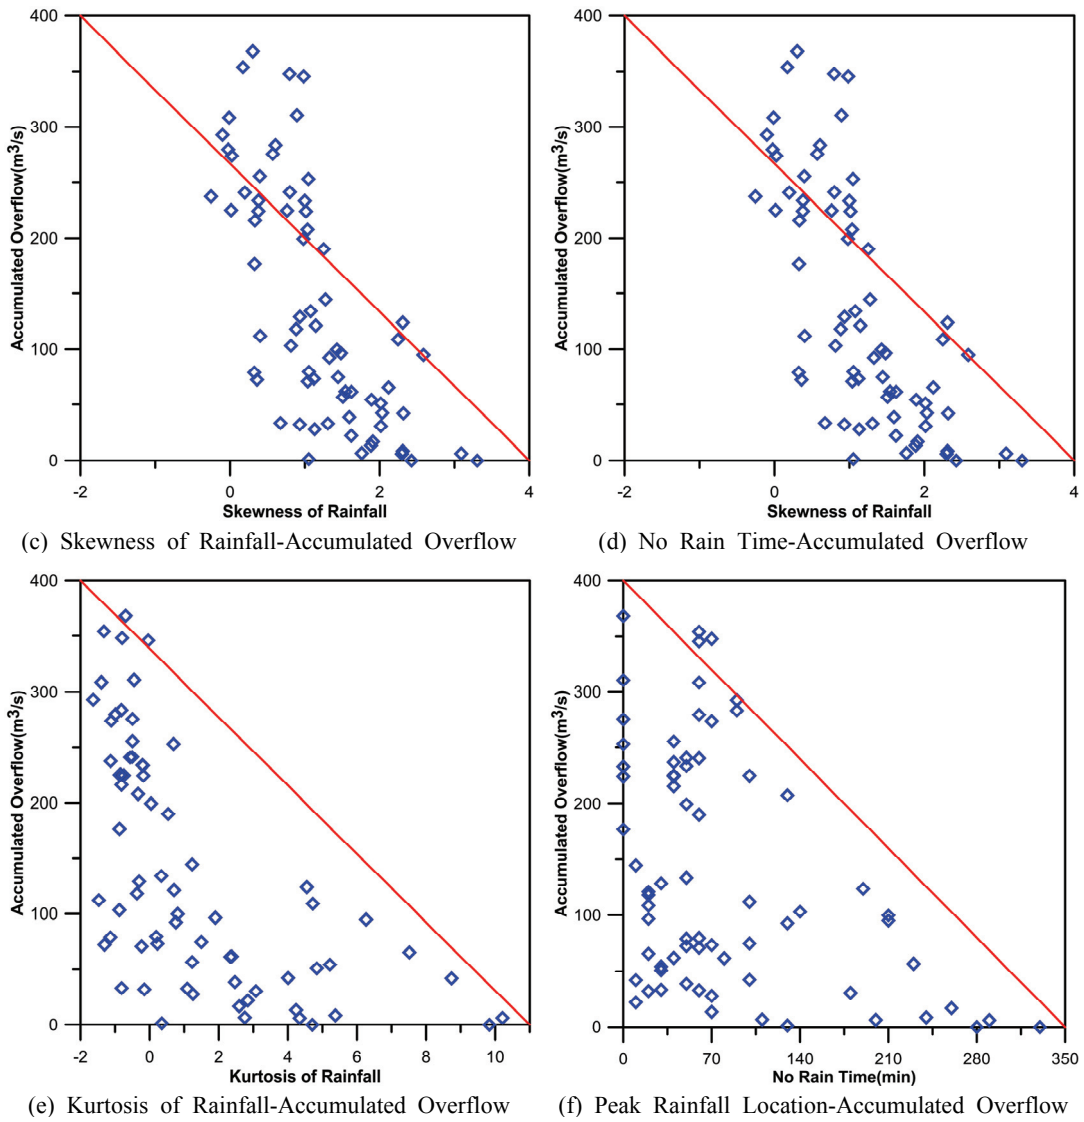 400
300
200
100
0
Accumulated Overflow(m3/s)
-2 0 2 4
Skewness of Rainfall
(c) Skewness of Rainfall-Accumulated Overflow
400
300
200
100
0
Accumulated Overflow(m3/s)
-2 0 2 4
Skewness of Rainfall
(d) No Rain Time-Accumulated Overflow
400
300
200
100
0
Accumulated Overflow(m3/s)
-2 0 2 4 6 8 10
Kurtosis of Rainfall
(e) Kurtosis of Rainfall-Accumulated Overflow
400
300
200
100
0
Accumulated Overflow(m3/s)
0 70 140 210 280 350
No Rain Time(min)
(f) Peak Rainfall Location-Accumulated Overflow